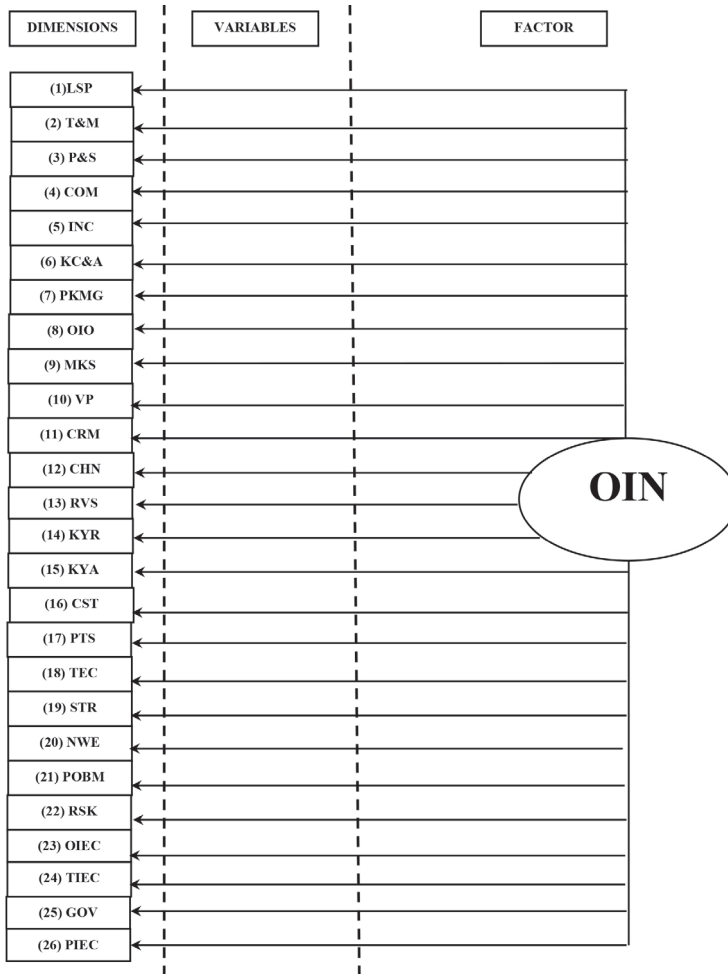 DIMENSIONS
VARIABLES
FACTOR
(1)LSP
(2) T&M
(3) P&S
(4) COM
(5) INC
(6) KC&A
(7) PKMG
(8) OIO
(9) MKS
(10) VP
(11) CRM
(12) CHN
(13) RVS
(14) KYR
(15) KYA
(16) CST
(17) PTS
(18) TEC
(19) STR
(20) NWE
(21) POBM
(22) RSK
(23) OIEC
(24) TIEC
(25) GOV
(26) PIEC
OIN